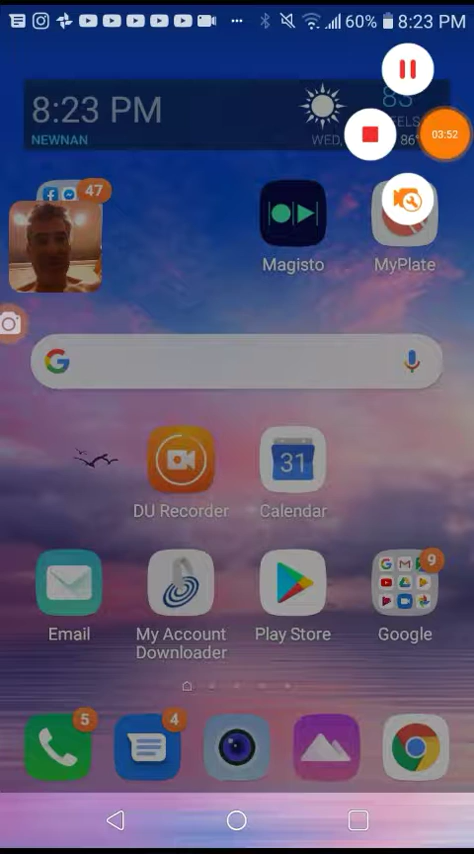 60% 8:23 PM
8:23 PM
83
NEWNAN
WED,
86°
03:52
47
Magisto
MyPlate
DU Recorder
31
Calendar
9
Email
My Account
Downloader
Play Store
Google
5
4